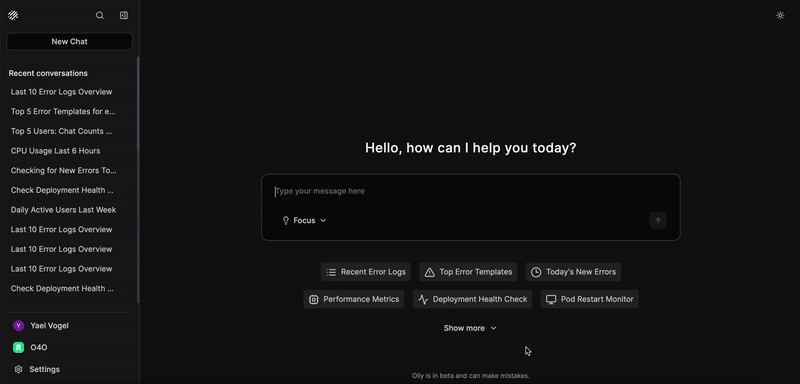 New Chat
Recent conversations
Last 10 Error Logs Overview
Top 5 Error Templates for e...
Top 5 Users: Chat Counts ...
CPU Usage Last 6 Hours
Checking for New Errors To...
Check Deployment Health ...
Daily Active Users Last Week
Last 10 Error Logs Overview
Last 10 Error Logs Overview
Last 10 Error Logs Overview
Check Deployment Health ...
Y Yael Vogel
O4O
Settings
Hello, how can I help you today?
Type your message here
Focus
Recent Error Logs Top Error Templates Today's New Errors
Performance Metrics Deployment Health Check Pod Restart Monitor
Show more
Olly is in beta and can make mistakes.